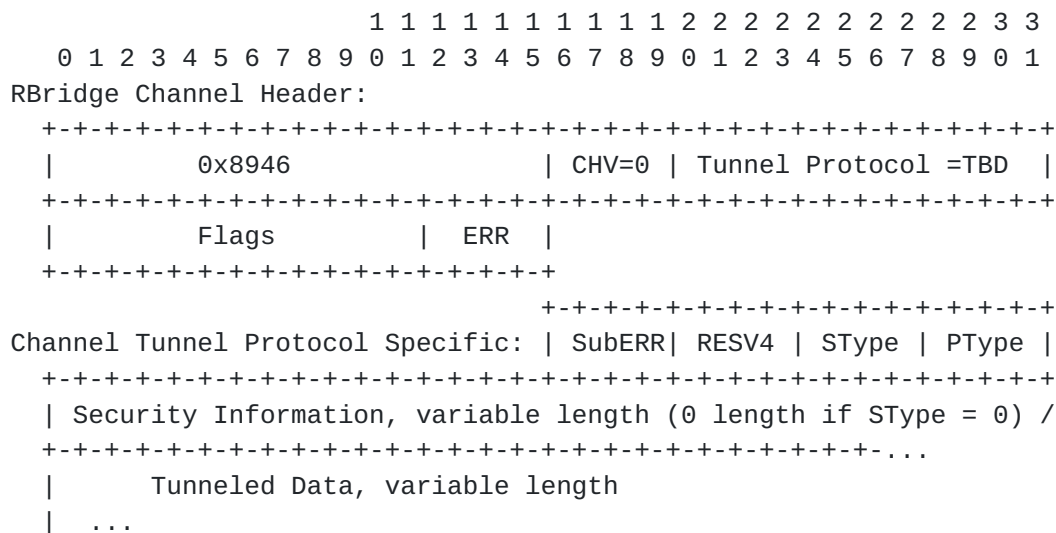 1 1 1 1 1 1 1 1 1 1 2 2 2 2 2 2 2 2 2 2 3 3
   0 1 2 3 4 5 6 7 8 9 0 1 2 3 4 5 6 7 8 9 0 1 2 3 4 5 6 7 8 9 0 1
RBridge Channel Header:
  +-+-+-+-+-+-+-+-+-+-+-+-+-+-+-+-+-+-+-+-+-+-+-+-+-+-+-+-+-+-+-+-+
  |         0x8946                | CHV=0 | Tunnel Protocol =TBD  |
  +-+-+-+-+-+-+-+-+-+-+-+-+-+-+-+-+-+-+-+-+-+-+-+-+-+-+-+-+-+-+-+-+
  |         Flags         |  ERR  |
  +-+-+-+-+-+-+-+-+-+-+-+-+-+-+-+-+
                                  +-+-+-+-+-+-+-+-+-+-+-+-+-+-+-+-+
Channel Tunnel Protocol Specific: | SubERR| RESV4 | SType | PType |
  +-+-+-+-+-+-+-+-+-+-+-+-+-+-+-+-+-+-+-+-+-+-+-+-+-+-+-+-+-+-+-+-+
  | Security Information, variable length (0 length if SType = 0) /
  +-+-+-+-+-+-+-+-+-+-+-+-+-+-+-+-+-+-+-+-+-+-+-+-+-+-+-...
  |      Tunneled Data, variable length
  |  ...